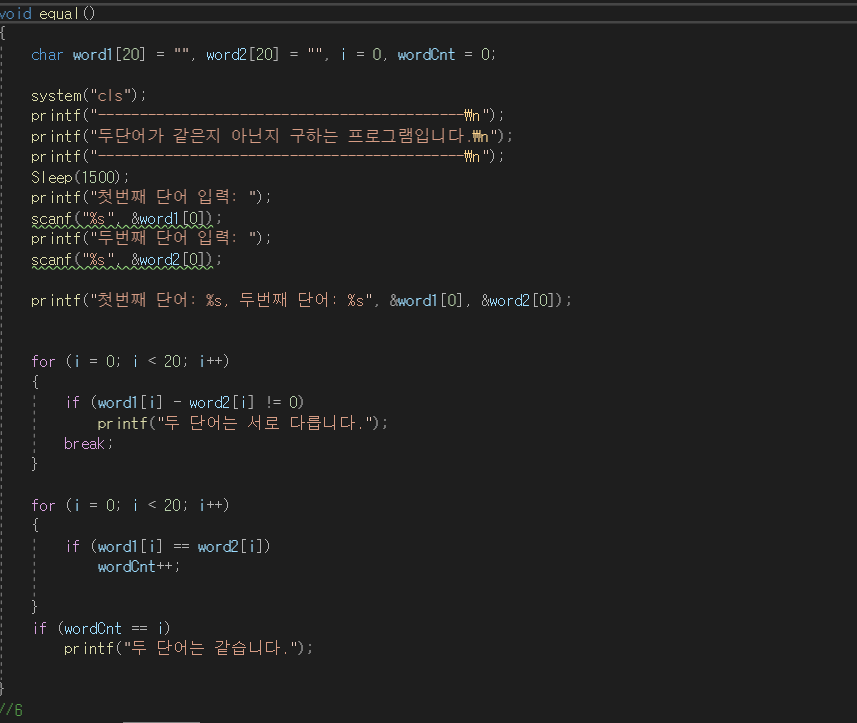 void equal()
{
char word1[20] = "", word2[20] = "", i = 0, wordCnt = 0;
system("cls");
printf("--------------------------------------------₩n");
printf("두단어가 같은지 아닌지 구하는 프로그램입니다.₩n");
printf("--------------------------------------------₩n");
Sleep(1500);
printf("첫번째 단어 입력: ");
scanf("%s", &word1[0]);
printf("두번째 단어 입력: ");
scanf("%s", &word2[0]);
printf("첫번째 단어: %s, 두번째 단어: %s", &word1[0], &word2[0]);
for (i = 0; i < 20; i++)
{
if (word1[i] - word2[i] != 0)
printf("두 단어는 서로 다릅니다.");
break;
}
for (i = 0; i < 20; i++)
{
if (word1[i] == word2[i])
wordCnt++;
}
if (wordCnt == i)
printf("두 단어는 같습니다.");
}
//6